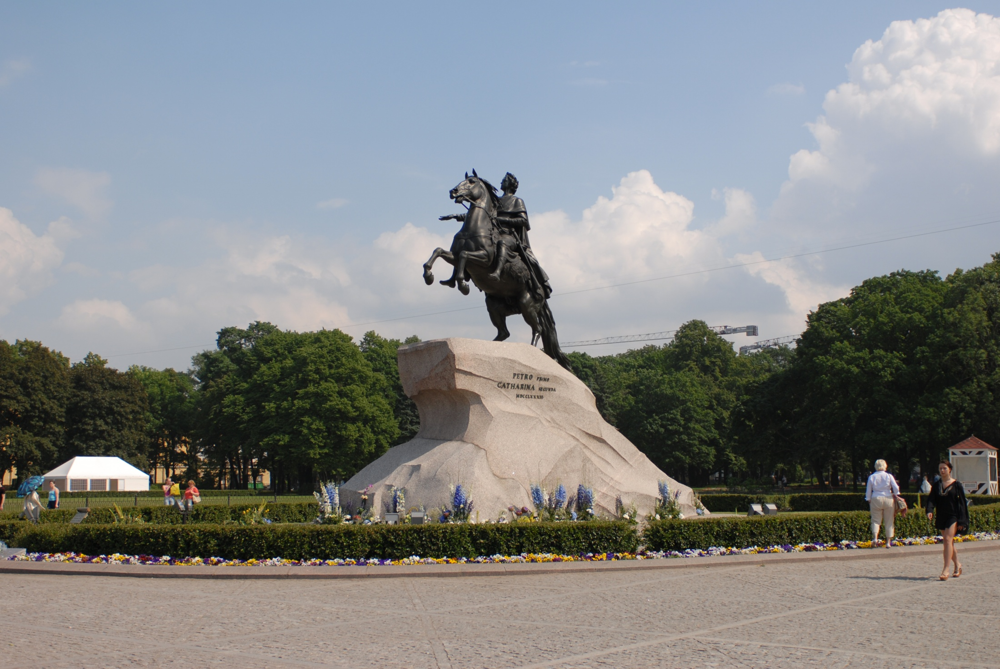 PETRO PRIMO
CATHARINA SECUNDA
MDCCLXXXII